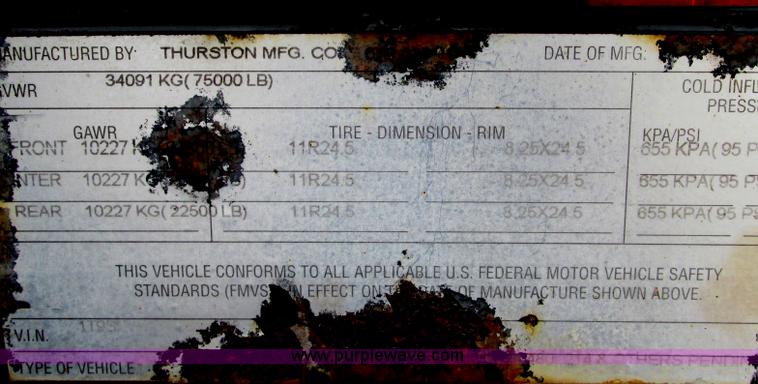 MANUFACTURED BY: THURSTON MFG. CO DATE OF MFG:
GVWR 34091 KG( 75000 LB) COLD INFL
PRESS
GAWR TIRE - DIMENSION - RIM KPA/PSI
FRONT 10227 K 11R24.5 8.25X24.5 655 KPA( 95 P
NTER 10227 K 11R24.5 8.25X24.5 655 KPA( 95 P
REAR 10227 KG( 22500 LB) 11R24.5 8.25X24.5 655 KPA( 95 P
THIS VEHICLE CONFORMS TO ALL APPLICABLE U.S. FEDERAL MOTOR VEHICLE SAFETY
STANDARDS (FMVS IN EFFECT ON T OF MANUFACTURE SHOWN ABOVE.
V.I.N.
www.purplewave.com
TYPE OF VEHICLE